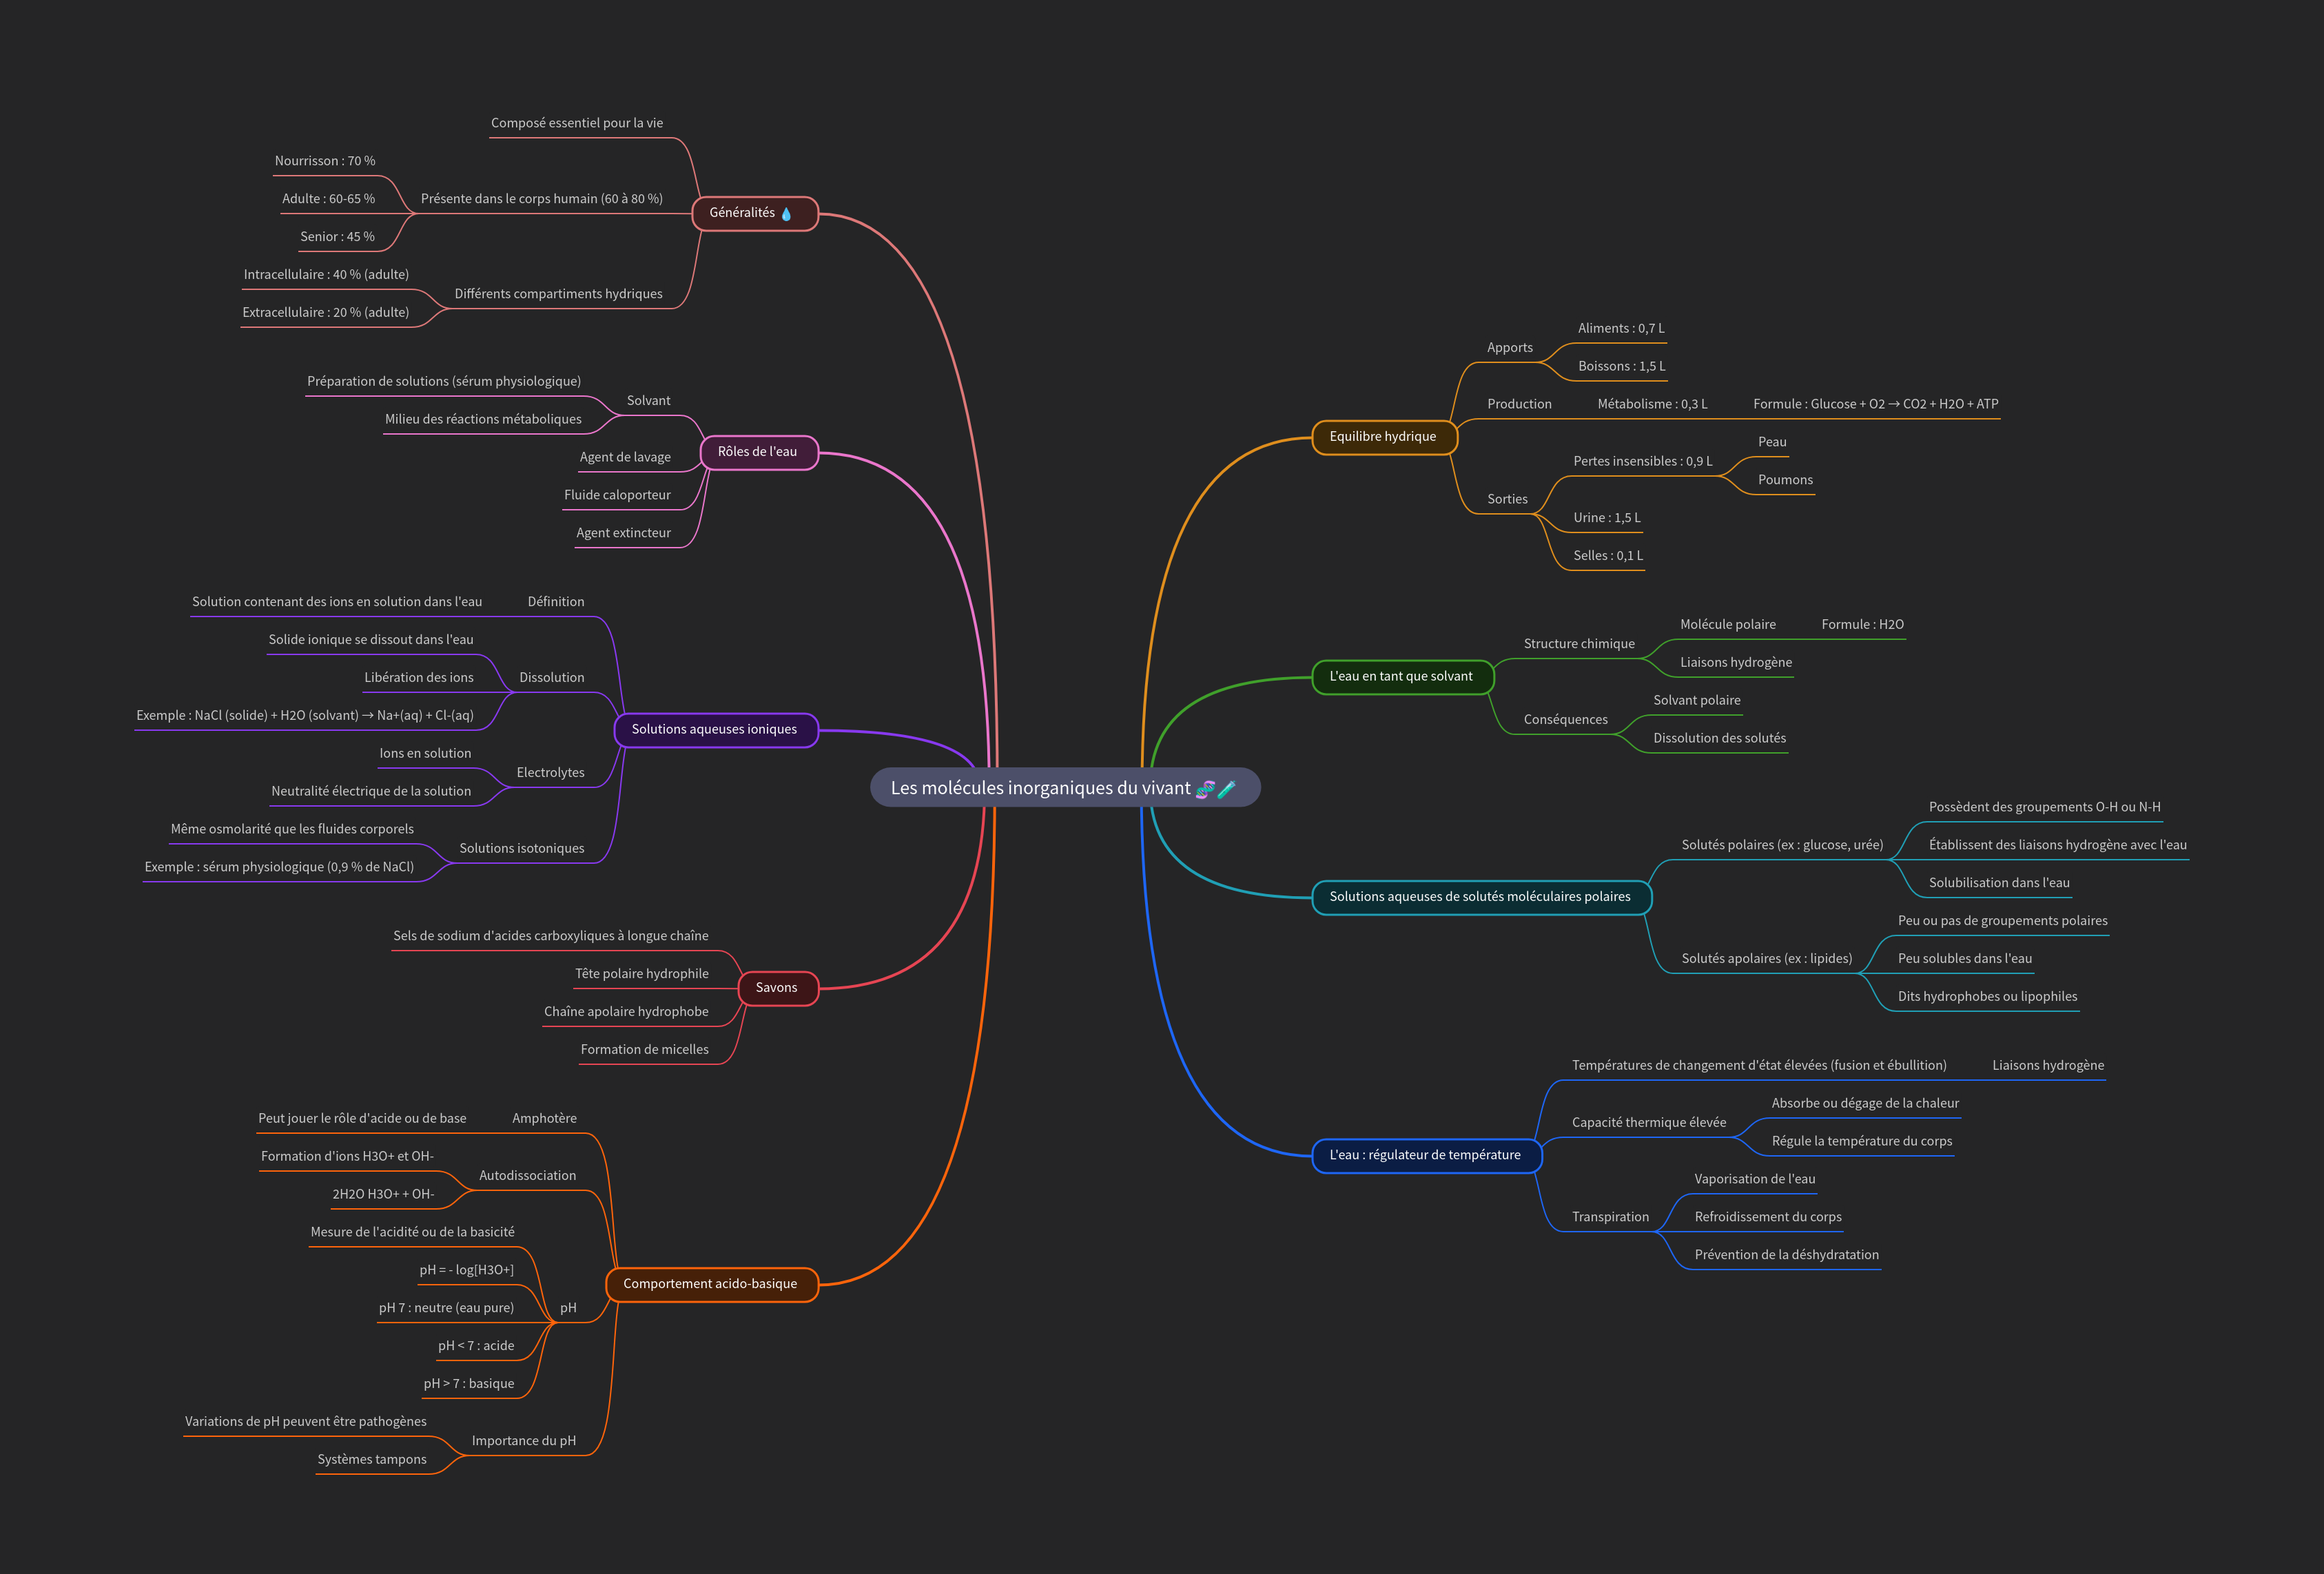 Les molécules inorganiques du vivant 🧬🧪
Généralités 💧
Composé essentiel pour la vie
Présente dans le corps humain (60 à 80 %)
Nourrisson : 70 %
Adulte : 60-65 %
Senior : 45 %
Différents compartiments hydriques
Intracellulaire : 40 % (adulte)
Extracellulaire : 20 % (adulte)
Rôles de l'eau
Solvant
Préparation de solutions (sérum physiologique)
Milieu des réactions métaboliques
Agent de lavage
Fluide caloporteur
Agent extincteur
Solutions aqueuses ioniques
Définition
Solution contenant des ions en solution dans l'eau
Dissolution
Solide ionique se dissout dans l'eau
Libération des ions
Exemple : NaCl (solide) + H2O (solvant) → Na+(aq) + Cl-(aq)
Electrolytes
Ions en solution
Neutralité électrique de la solution
Solutions isotoniques
Même osmolarité que les fluides corporels
Exemple : sérum physiologique (0,9 % de NaCl)
Savons
Sels de sodium d'acides carboxyliques à longue chaîne
Tête polaire hydrophile
Chaîne apolaire hydrophobe
Formation de micelles
Comportement acido-basique
Amphotère
Peut jouer le rôle d'acide ou de base
Autodissociation
Formation d'ions H3O+ et OH-
2H2O H3O+ + OH-
pH
Mesure de l'acidité ou de la basicité
pH = - log[H3O+]
pH 7 : neutre (eau pure)
pH < 7 : acide
pH > 7 : basique
Importance du pH
Variations de pH peuvent être pathogènes
Systèmes tampons
Equilibre hydrique
Apports
Aliments : 0,7 L
Boissons : 1,5 L
Production
Métabolisme : 0,3 L
Formule : Glucose + O2 → CO2 + H2O + ATP
Sorties
Pertes insensibles : 0,9 L
Peau
Poumons
Urine : 1,5 L
Selles : 0,1 L
L'eau en tant que solvant
Structure chimique
Molécule polaire
Formule : H2O
Liaisons hydrogène
Conséquences
Solvant polaire
Dissolution des solutés
Solutions aqueuses de solutés moléculaires polaires
Solutés polaires (ex : glucose, urée)
Possèdent des groupements O-H ou N-H
Établissent des liaisons hydrogène avec l'eau
Solubilisation dans l'eau
Solutés apolaires (ex : lipides)
Peu ou pas de groupements polaires
Peu solubles dans l'eau
Dits hydrophobes ou lipophiles
L'eau : régulateur de température
Températures de changement d'état élevées (fusion et ébullition)
Liaisons hydrogène
Capacité thermique élevée
Absorbe ou dégage de la chaleur
Régule la température du corps
Transpiration
Vaporisation de l'eau
Refroidissement du corps
Prévention de la déshydratation